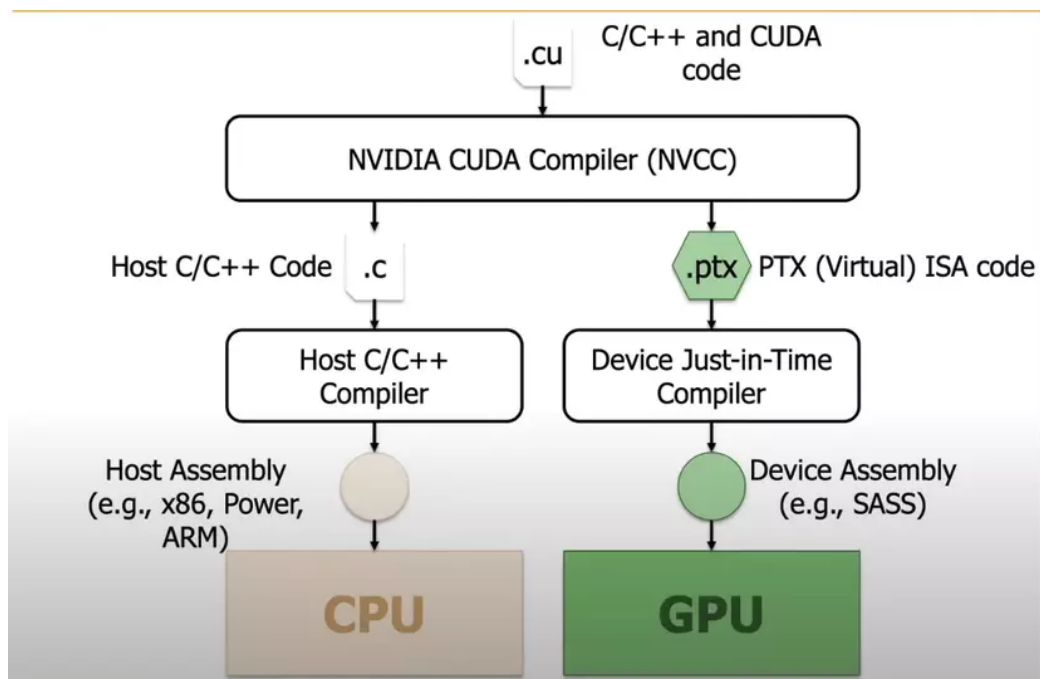 .cu
C/C++ and CUDA
code
NVIDIA CUDA Compiler (NVCC)
Host C/C++ Code
.c
.ptx
PTX (Virtual) ISA code
Host C/C++
Compiler
Device Just-in-Time
Compiler
Host Assembly
(e.g., x86, Power,
ARM)
Device Assembly
(e.g., SASS)
CPU
GPU